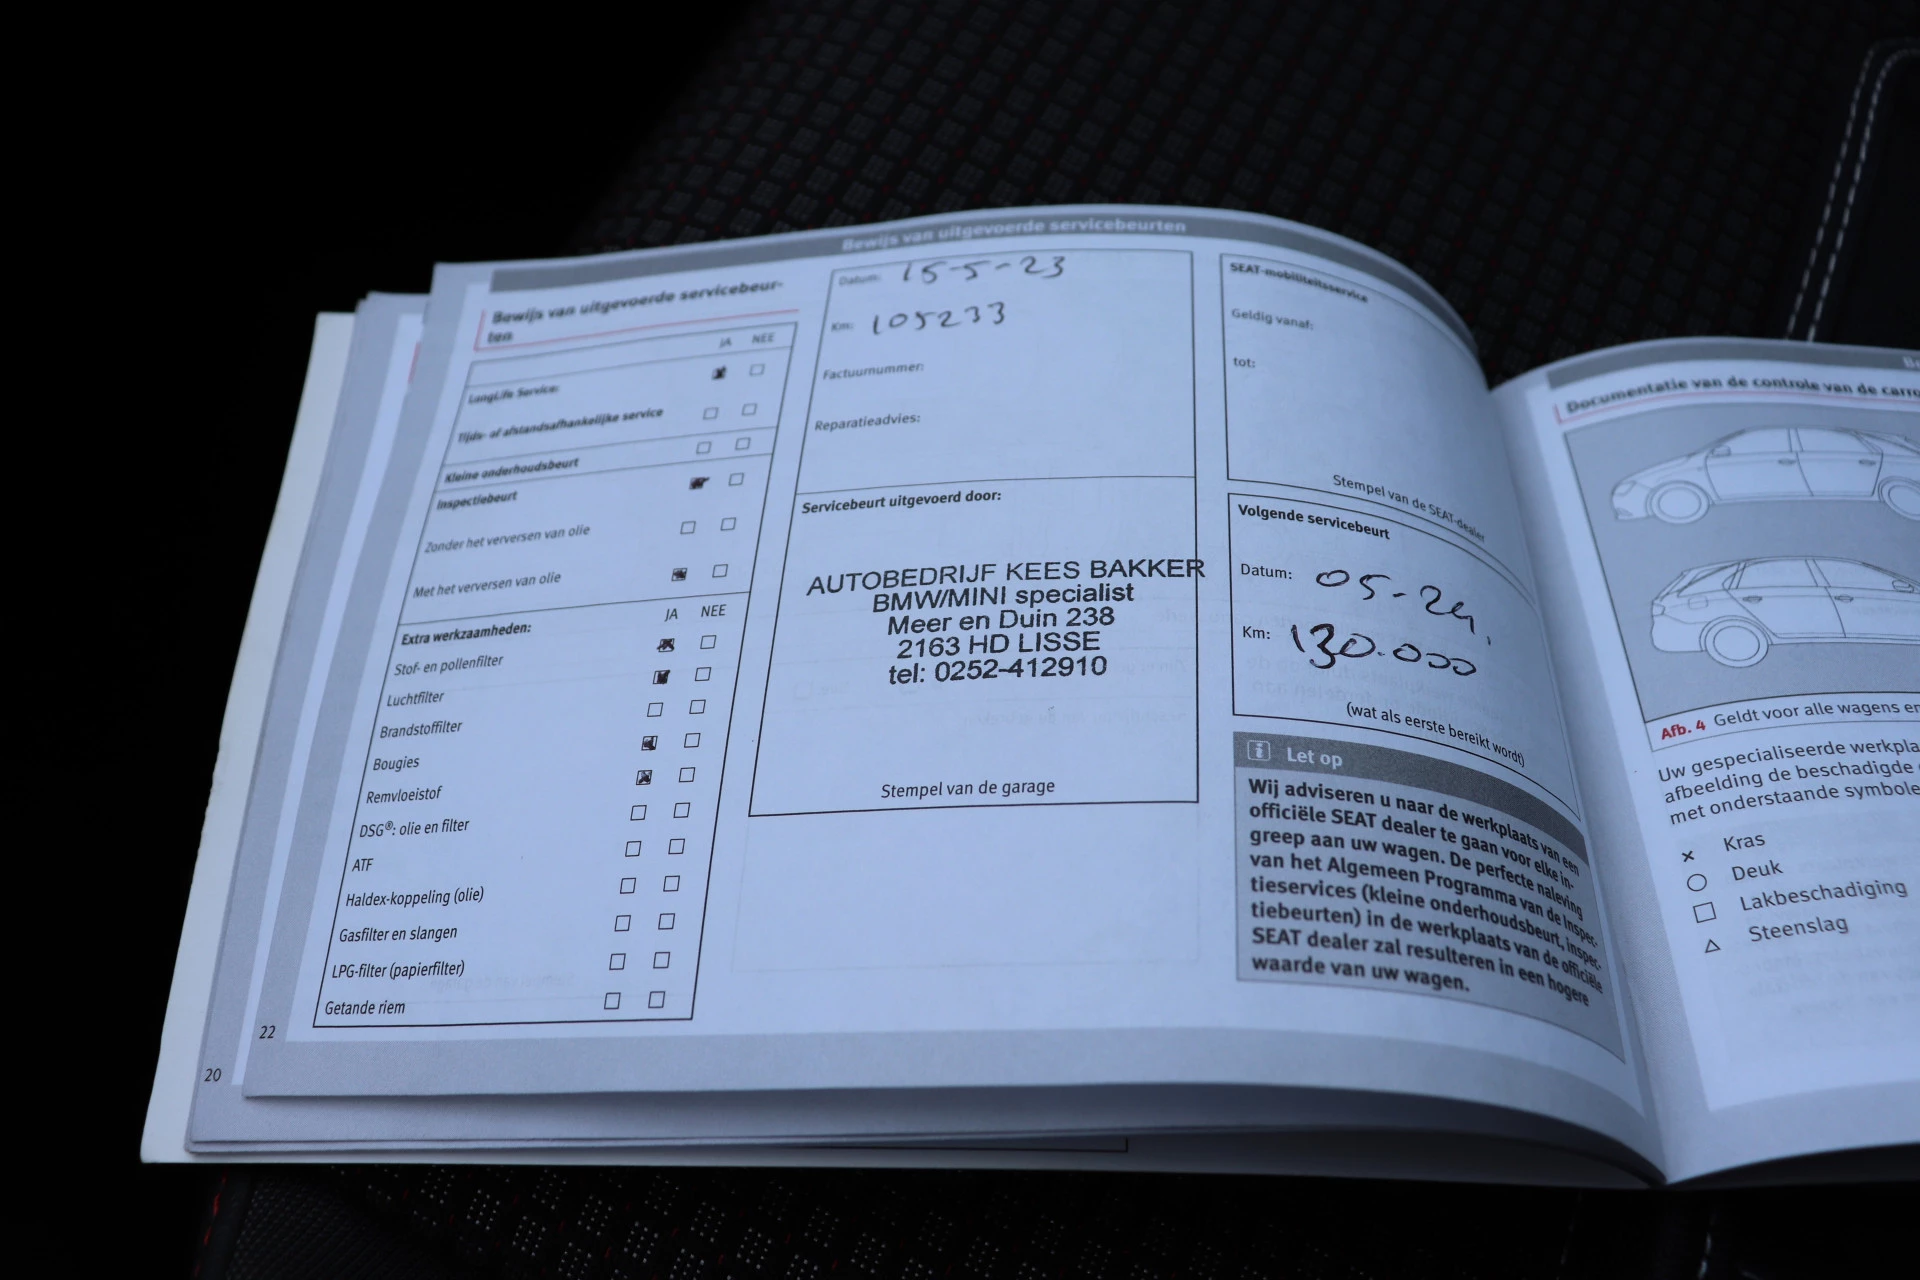 Bewijs van uitgevoerde servicebeurten
Bewijs van uitgevoerde servicebeur-
ten
JA NEE
LongLife Service:
Tijds- of afstandsafhankelijke service
Kleine onderhoudsbeurt
Inspectiebeurt
Zonder het verversen van olie
Met het verversen van olie
Extra werkzaamheden: JA NEE
Stof- en pollenfilter
Luchtfilter
Brandstoffilter
Bougies
Remvloeistof
DSG®: olie en filter
ATF
Haldex-koppeling (olie)
Gasfilter en slangen
LPG-filter (papierfilter)
Getande riem
22
20
Datum: 15-5-23
Km: 105233
Factuurnummer:
Reparatieadvies:
Servicebeurt uitgevoerd door:
AUTOBEDRIJF KEES BAKKER
BMW/MINI specialist
Meer en Duin 238
2163 HD LISSE
tel: 0252-412910
Stempel van de garage
SEAT-mobiliteitsservice
Geldig vanaf:
tot:
Stempel van de SEAT-dealer
Volgende servicebeurt
Datum: 05-24,
Km: 130.000
(wat als eerste bereikt wordt)
i Let op
Wij adviseren u naar de werkplaats van een
officiële SEAT dealer te gaan voor elke in-
greep aan uw wagen. De perfecte naleving
van het Algemeen Programma van de Inspec-
tieservices (kleine onderhoudsbeurt, inspec-
tiebeurten) in de werkplaats van de officiële
SEAT dealer zal resulteren in een hogere
waarde van uw wagen.
Documentatie van de controle van de
Afb. 4 Geldt voor alle wagens
Uw gespecialiseerde
afbeelding de beschadigde
met onderstaande
Kras
Deuk
Lakbeschadiging
Steenslag